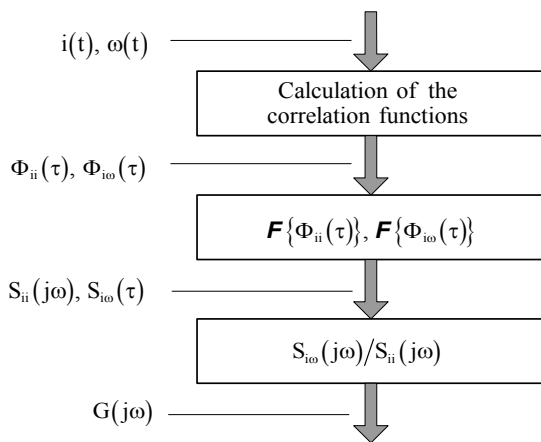 i(t), ω(t)
Calculation of the
correlation functions
Φii(τ), Φiω(τ)
F{Φii(τ)}, F{Φiω(τ)}
Sii(jω), Siω(τ)
Siω(jω)/Sii(jω)
G(jω)